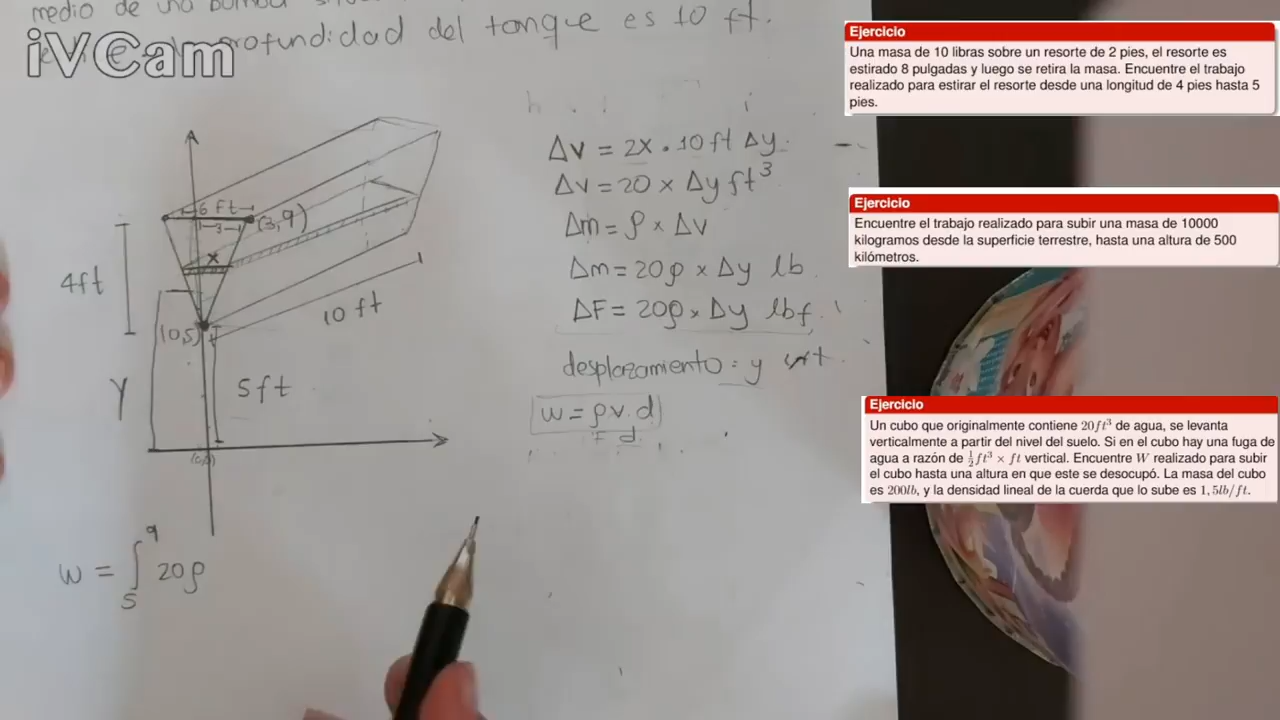 medio de una bomba
profundidad del tanque es 10 ft.
iVCam
6 ft
3
(3,9)
x
4ft
10 ft
(0,5)
y
5ft
(0,0)
W = ∫ 9 5 20ρ
ΔV = 2x . 10ft Δy
ΔV = 20 x Δy ft³
Δm = ρ x ΔV
Δm = 20ρ x Δy lb
ΔF = 20ρ x Δy lbf
desplazamiento = y
W = ρv.d
F d
Ejercicio
Una masa de 10 libras sobre un resorte de 2 pies, el resorte es
estirado 8 pulgadas y luego se retira la masa. Encuentre el trabajo
realizado para estirar el resorte desde una longitud de 4 pies hasta 5
pies.
Ejercicio
Encuentre el trabajo realizado para subir una masa de 10000
kilogramos desde la superficie terrestre, hasta una altura de 500
kilómetros.
Ejercicio
Un cubo que originalmente contiene 20ft³ de agua, se levanta
verticalmente a partir del nivel del suelo. Si en el cubo hay una fuga de
agua a razón de ½ft³ × ft vertical. Encuentre W realizado para subir
el cubo hasta una altura en que este se desocupó. La masa del cubo
es 200lb, y la densidad lineal de la cuerda que lo sube es 1,5lb/ft.